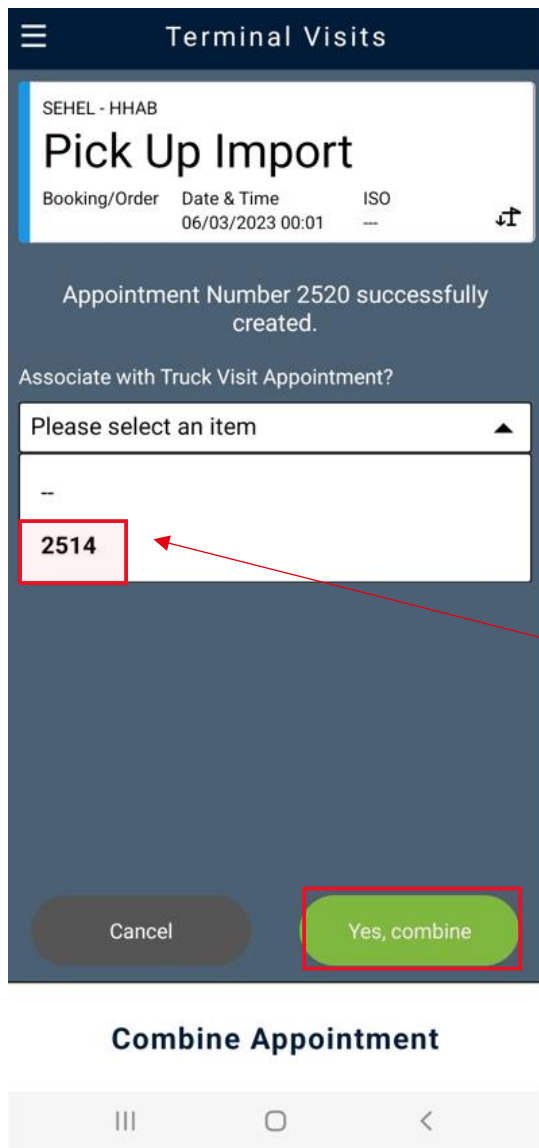 Terminal Visits
SEHEL - HHAB
Pick Up Import
Booking/Order Date & Time ISO
06/03/2023 00:01 ---
Appointment Number 2520 successfully
created.
Associate with Truck Visit Appointment?
Please select an item
--
2514
Cancel Yes, combine
Combine Appointment